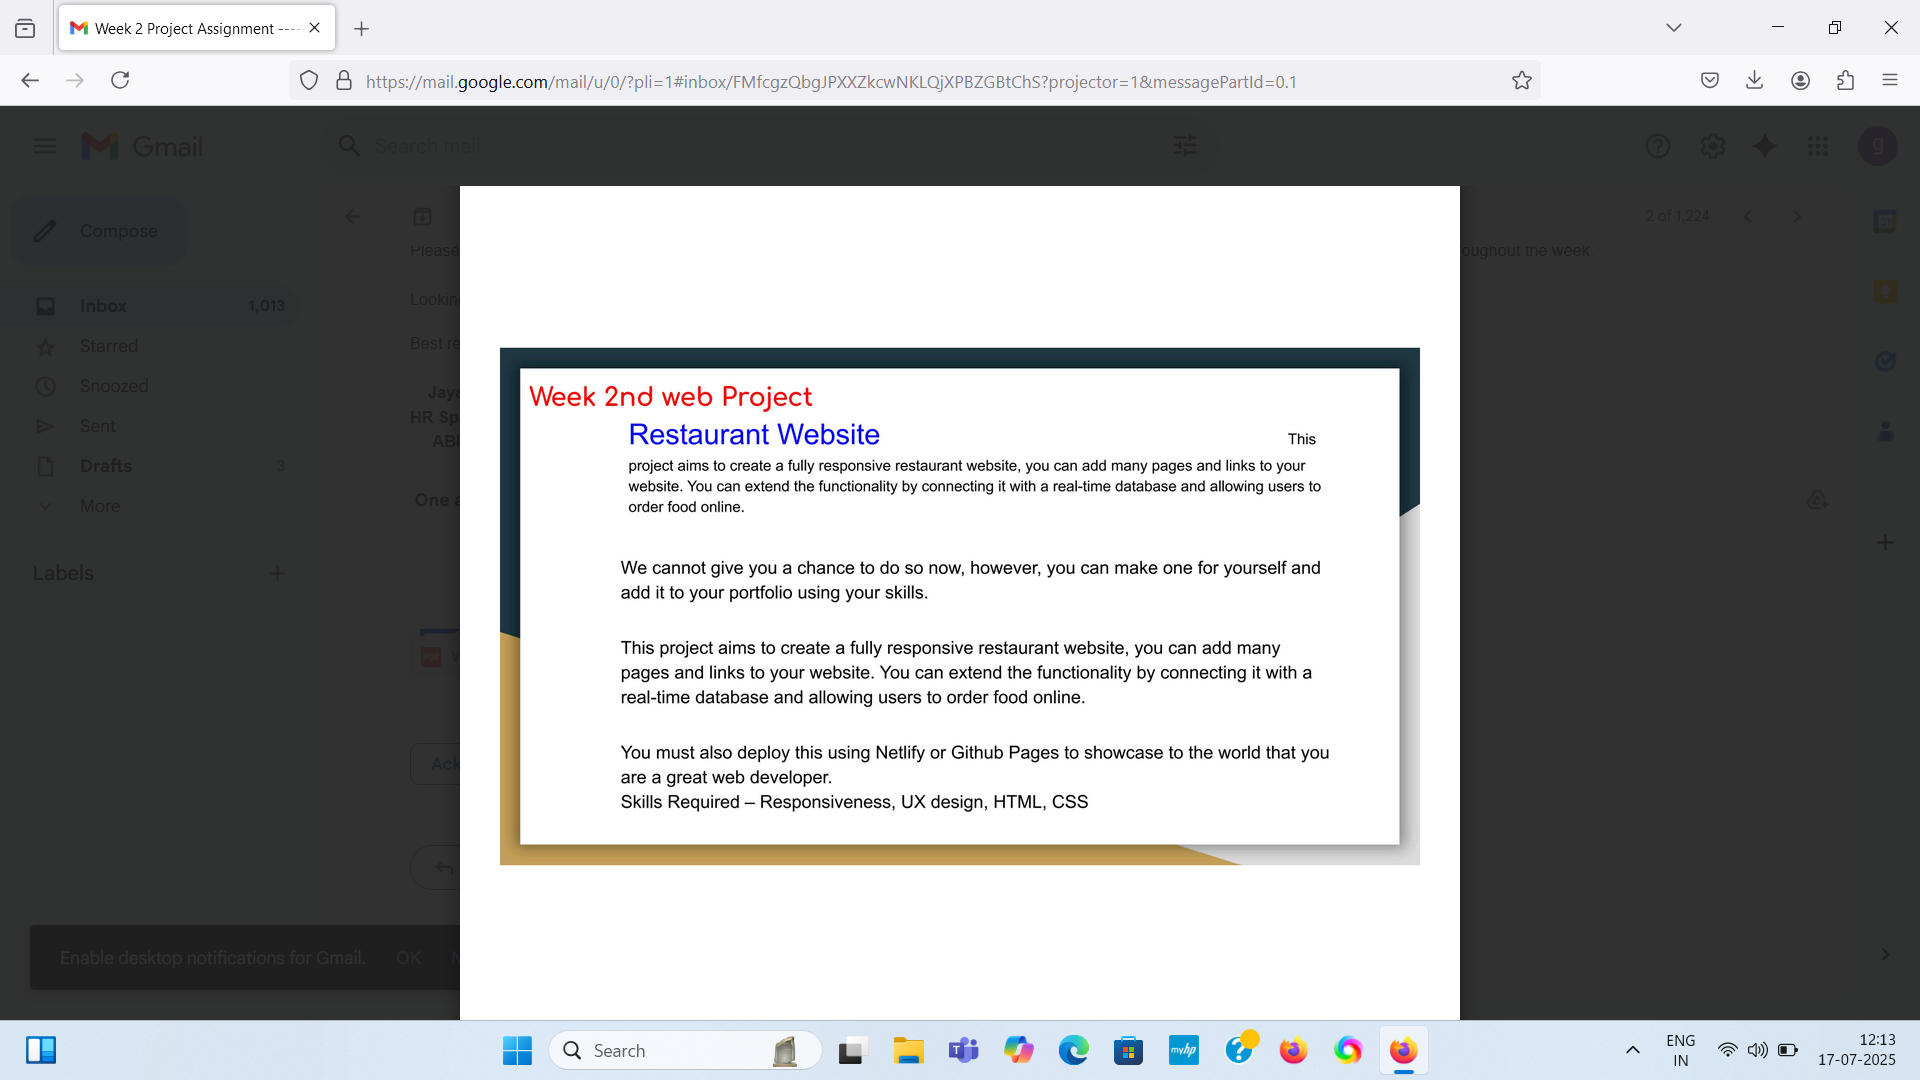 Week 2 Project Assignment ----
https://mail.google.com/mail/u/0/?pli=1#inbox/FMfcgzQbgJPXXZkcwNKLQjXPBZGBtChS?projector=1&messagePartId=0.1
Gmail
Search mail
g
Compose
2 of 1,224
31
Please
oughout the week.
Inbox 1,013
Lookin
Starred
Best re
Snoozed
Jaya
HR Sp
Sent
AB
Drafts 3
More
One a
Labels
PDF
Ack
Enable desktop notifications for Gmail. OK
Week 2nd web Project
Restaurant Website This
project aims to create a fully responsive restaurant website, you can add many pages and links to your
website. You can extend the functionality by connecting it with a real-time database and allowing users to
order food online.
We cannot give you a chance to do so now, however, you can make one for yourself and
add it to your portfolio using your skills.
This project aims to create a fully responsive restaurant website, you can add many
pages and links to your website. You can extend the functionality by connecting it with a
real-time database and allowing users to order food online.
You must also deploy this using Netlify or Github Pages to showcase to the world that you
are a great web developer.
Skills Required – Responsiveness, UX design, HTML, CSS
Search
myhp
ENG
IN
12:13
17-07-2025